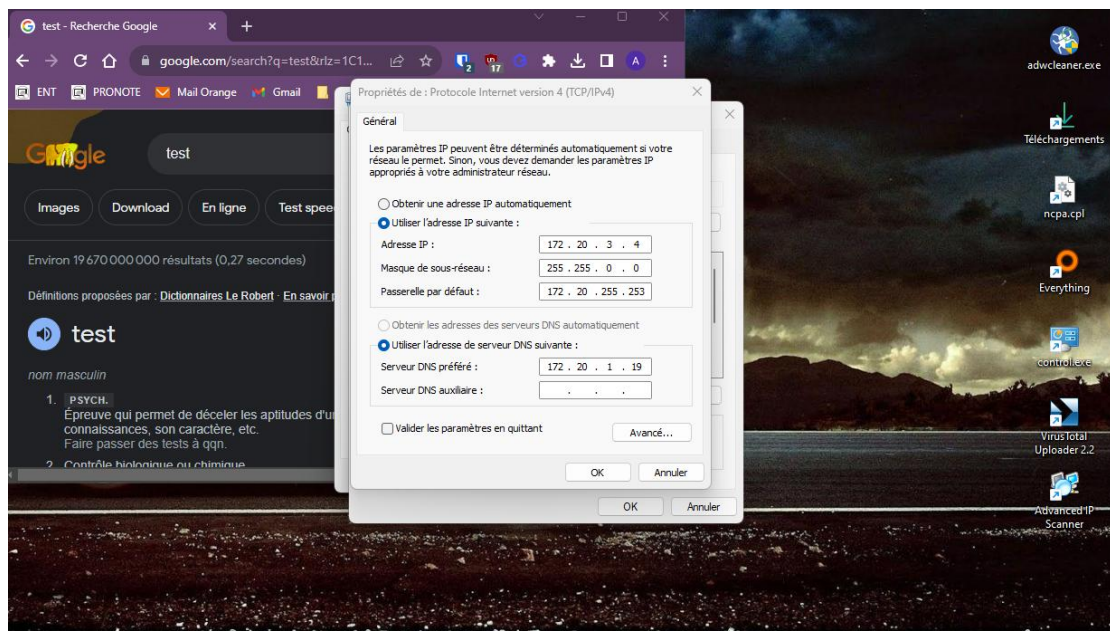 test - Recherche Google
google.com/search?q=test&rlz=1C1...
2
17
A
ENT
PRONOTE
Mail Orange
Gmail
Google
test
Images
Download
En ligne
Test spee
Environ 19 670 000 000 résultats (0,27 secondes)
Définitions proposées par : Dictionnaires Le Robert · En savoir p
test
nom masculin
1. PSYCH.
Épreuve qui permet de déceler les aptitudes d'u
connaissances, son caractère, etc.
Faire passer des tests à qqn.
2. Contrôle biologique ou chimique
Propriétés de : Protocole Internet version 4 (TCP/IPv4)
Général
Les paramètres IP peuvent être déterminés automatiquement si votre
réseau le permet. Sinon, vous devez demander les paramètres IP
appropriés à votre administrateur réseau.
Obtenir une adresse IP automatiquement
Utiliser l'adresse IP suivante :
Adresse IP : 172 . 20 . 3 . 4
Masque de sous-réseau : 255 . 255 . 0 . 0
Passerelle par défaut : 172 . 20 . 255 . 253
Obtenir les adresses des serveurs DNS automatiquement
Utiliser l'adresse de serveur DNS suivante :
Serveur DNS préféré : 172 . 20 . 1 . 19
Serveur DNS auxiliaire : . . .
Valider les paramètres en quittant
Avancé...
OK
Annuler
OK
Annuler
adwcleaner.exe
Téléchargements
ncpa.cpl
Everything
control.exe
VirusTotal
Uploader 2.2
Advanced IP
Scanner